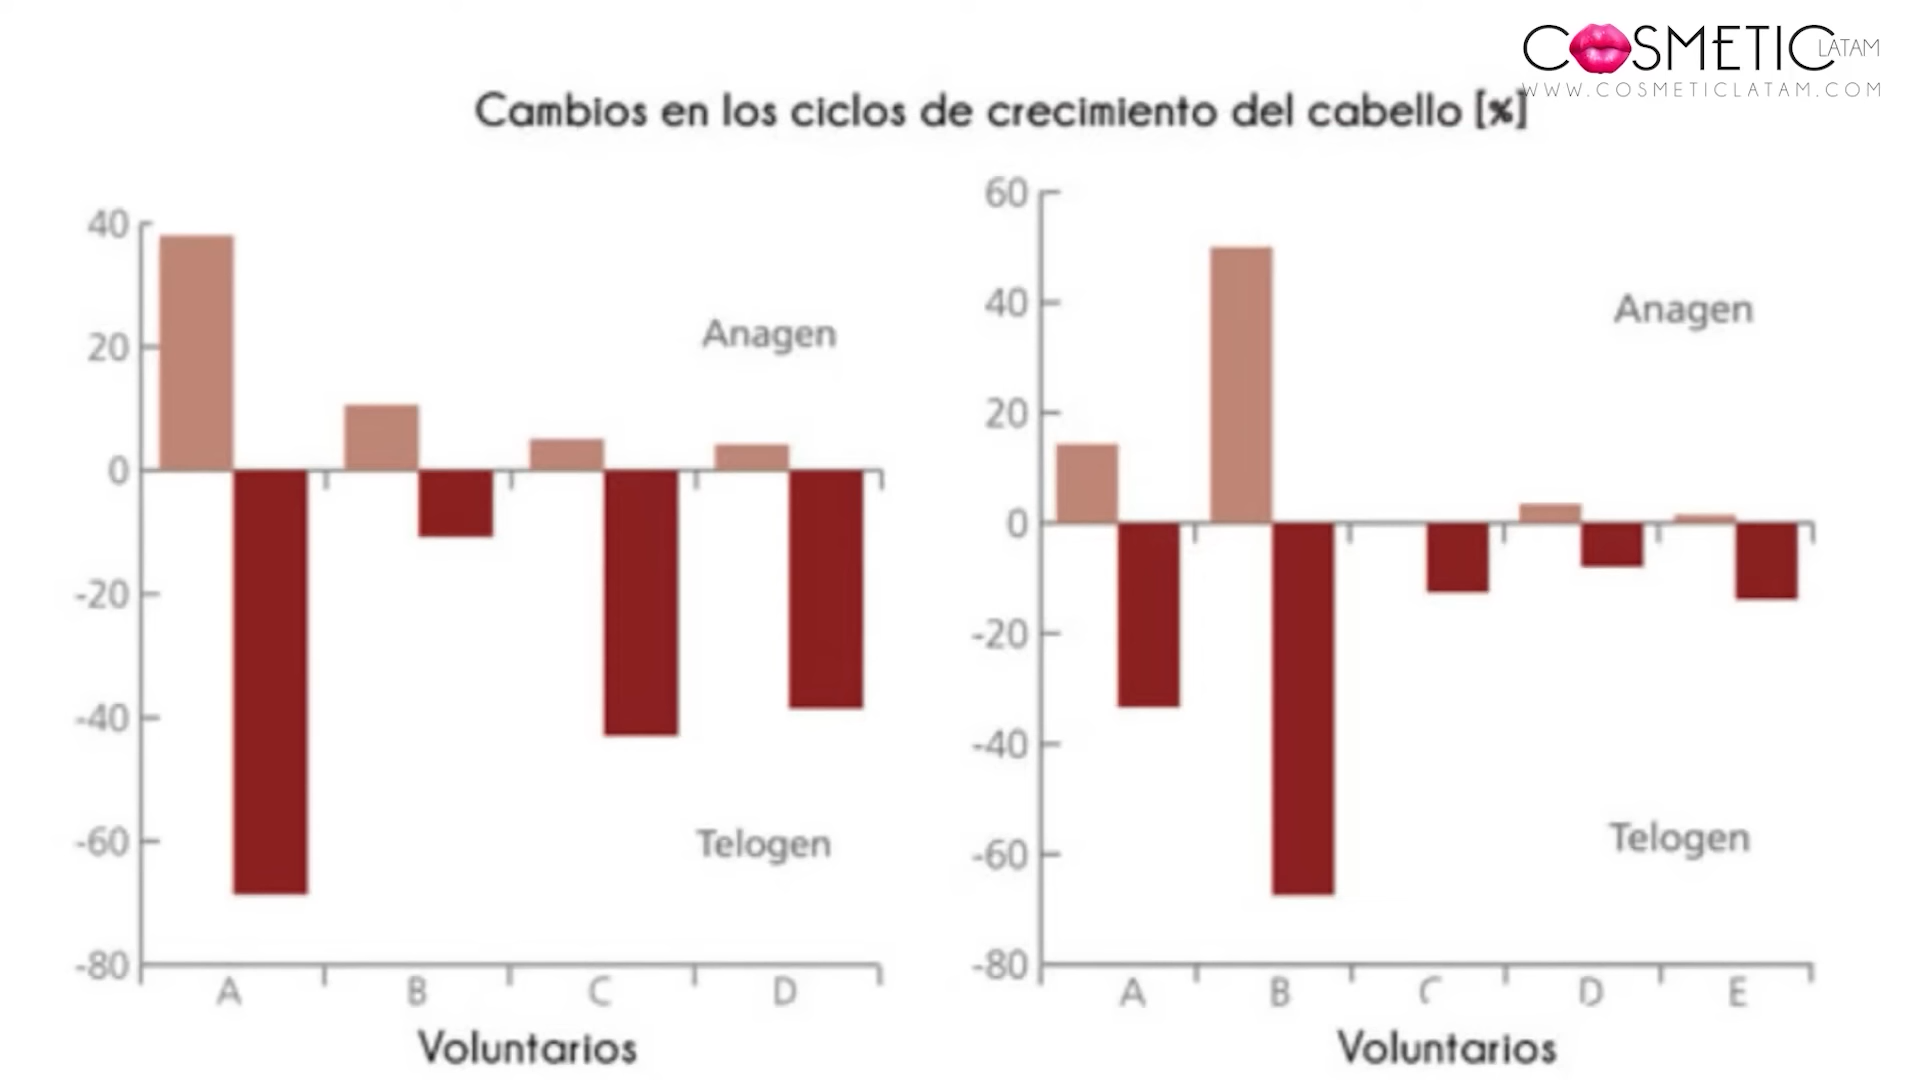 COSMETIC LATAM
WWW.COSMETICLATAM.COM
Cambios en los ciclos de crecimiento del cabello [%]
40
20
0
-20
-40
-60
-80
Anagen
Telogen
A B C D
Voluntarios
60
40
20
0
-20
-40
-60
-80
Anagen
Telogen
A B C D E
Voluntarios